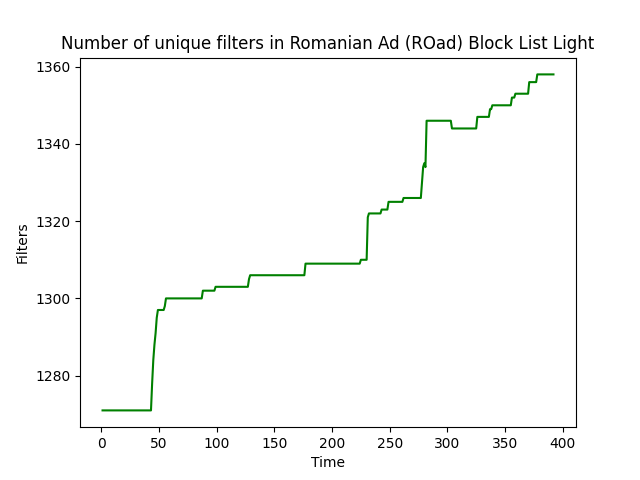 Number of unique filters in Romanian Ad (ROad) Block List Light
1360
1340
1320
1300
1280
Filters
0 50 100 150 200 250 300 350 400
Time